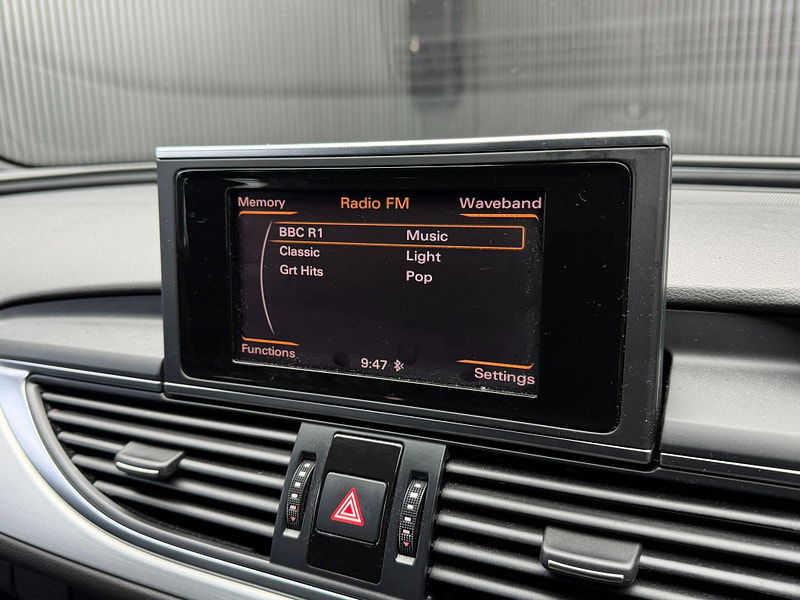 Memory Radio FM Waveband
BBC R1 Music
Classic Light
Grt Hits Pop
Functions 9:47 Settings